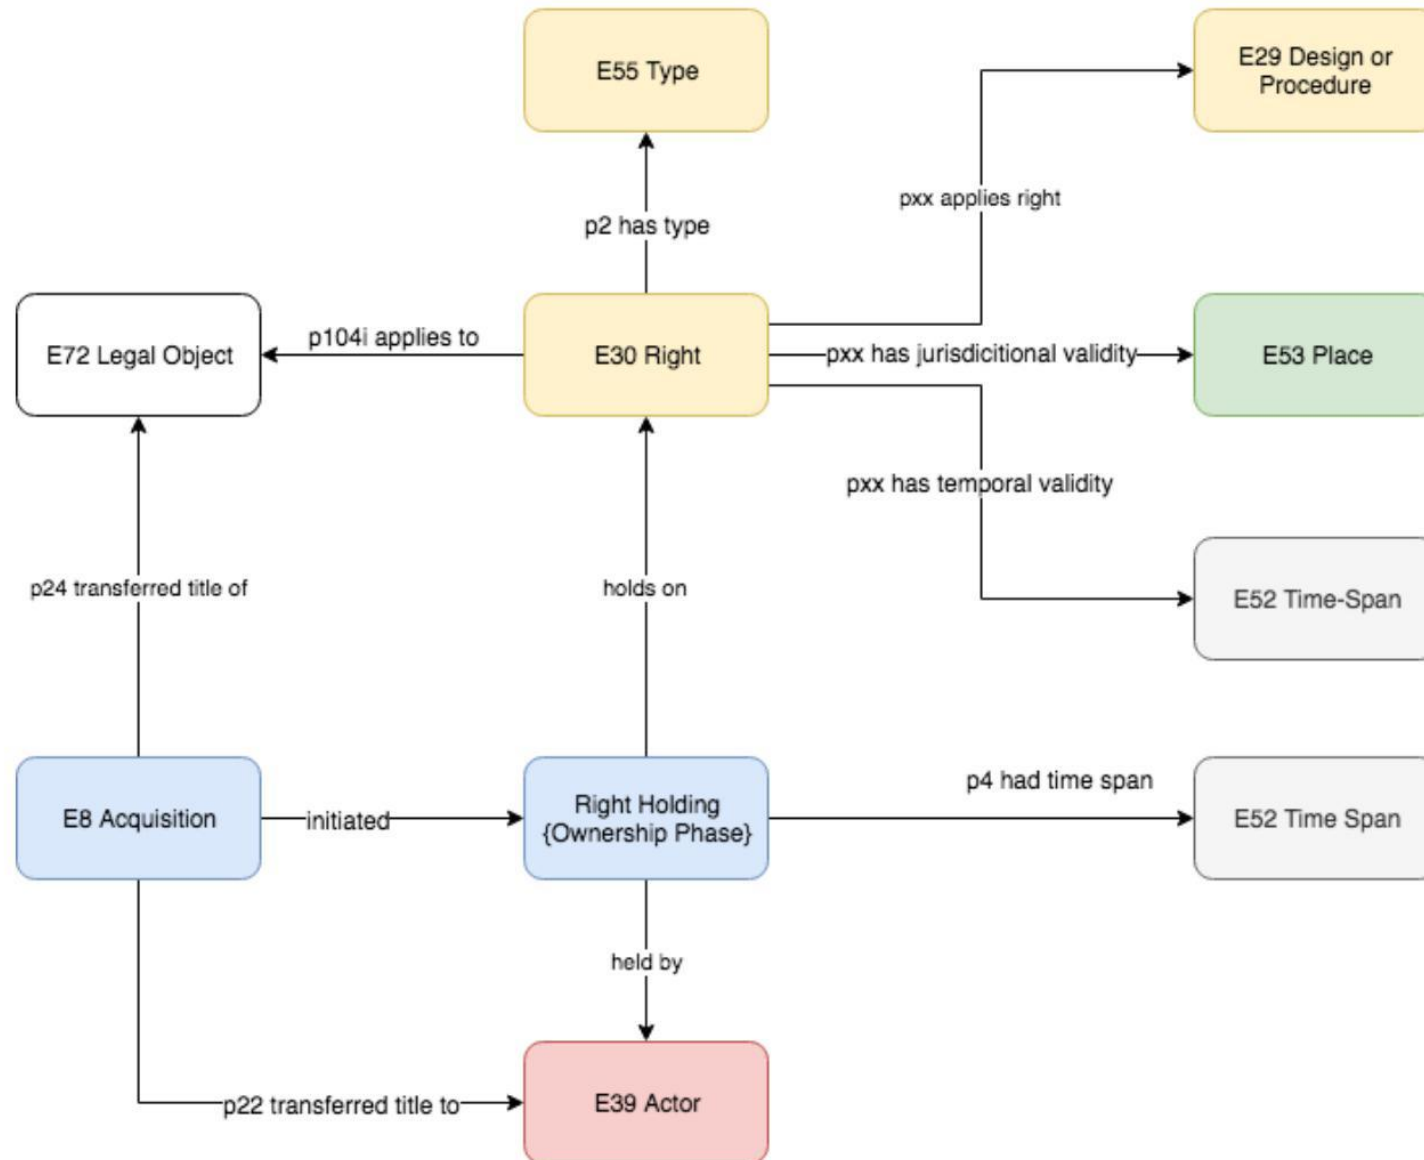 E55 Type
E29 Design or
Procedure
pxx applies right
p2 has type
E72 Legal Object
p104i applies to
E30 Right
pxx has jurisdicitional validity
E53 Place
pxx has temporal validity
p24 transferred title of
holds on
E52 Time-Span
E8 Acquisition
initiated
Right Holding
{Ownership Phase}
p4 had time span
E52 Time Span
held by
p22 transferred title to
E39 Actor